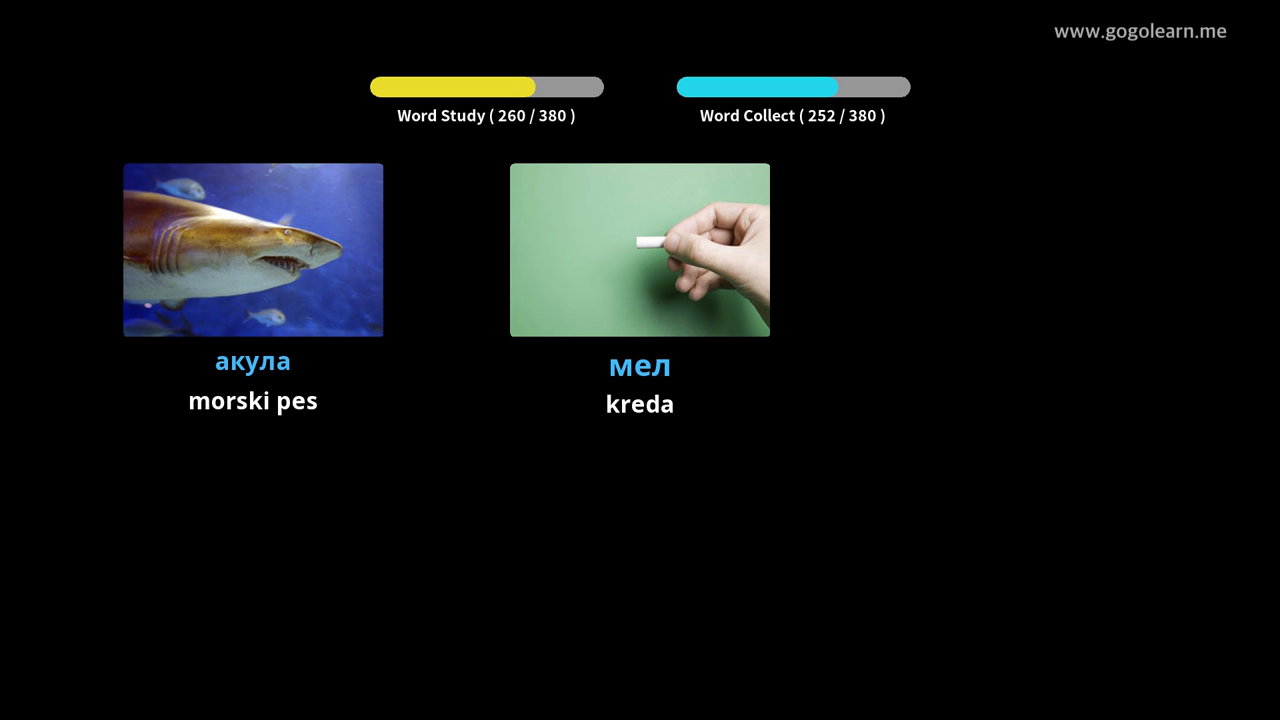 www.gogolearn.me
Word Study ( 260 / 380 )
Word Collect ( 252 / 380 )
акула
morski pes
мел
kreda